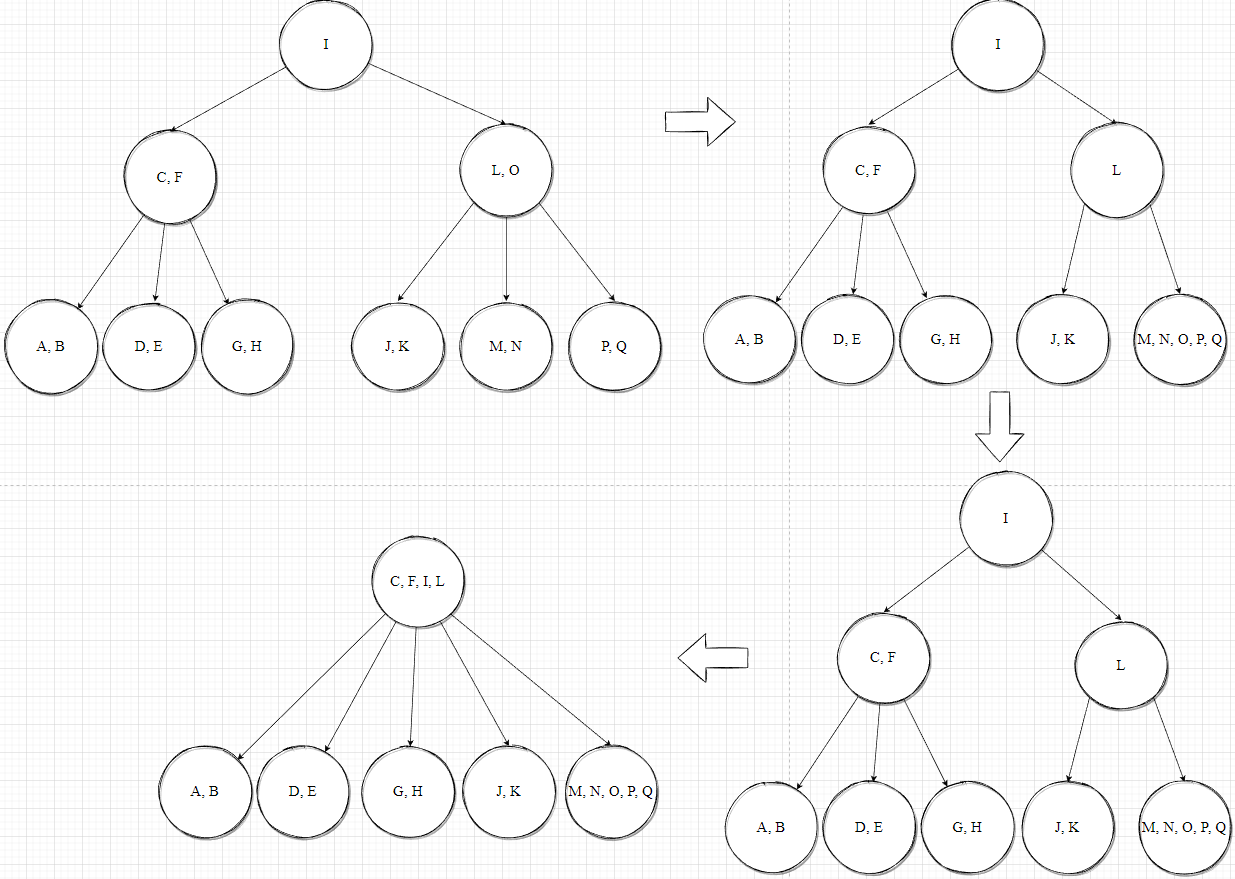 I
C, F
L, O
A, B
D, E
G, H
J, K
M, N
P, Q
I
C, F
L
A, B
D, E
G, H
J, K
M, N, O, P, Q
I
C, F
L
A, B
D, E
G, H
J, K
M, N, O, P, Q
C, F, I, L
A, B
D, E
G, H
J, K
M, N, O, P, Q